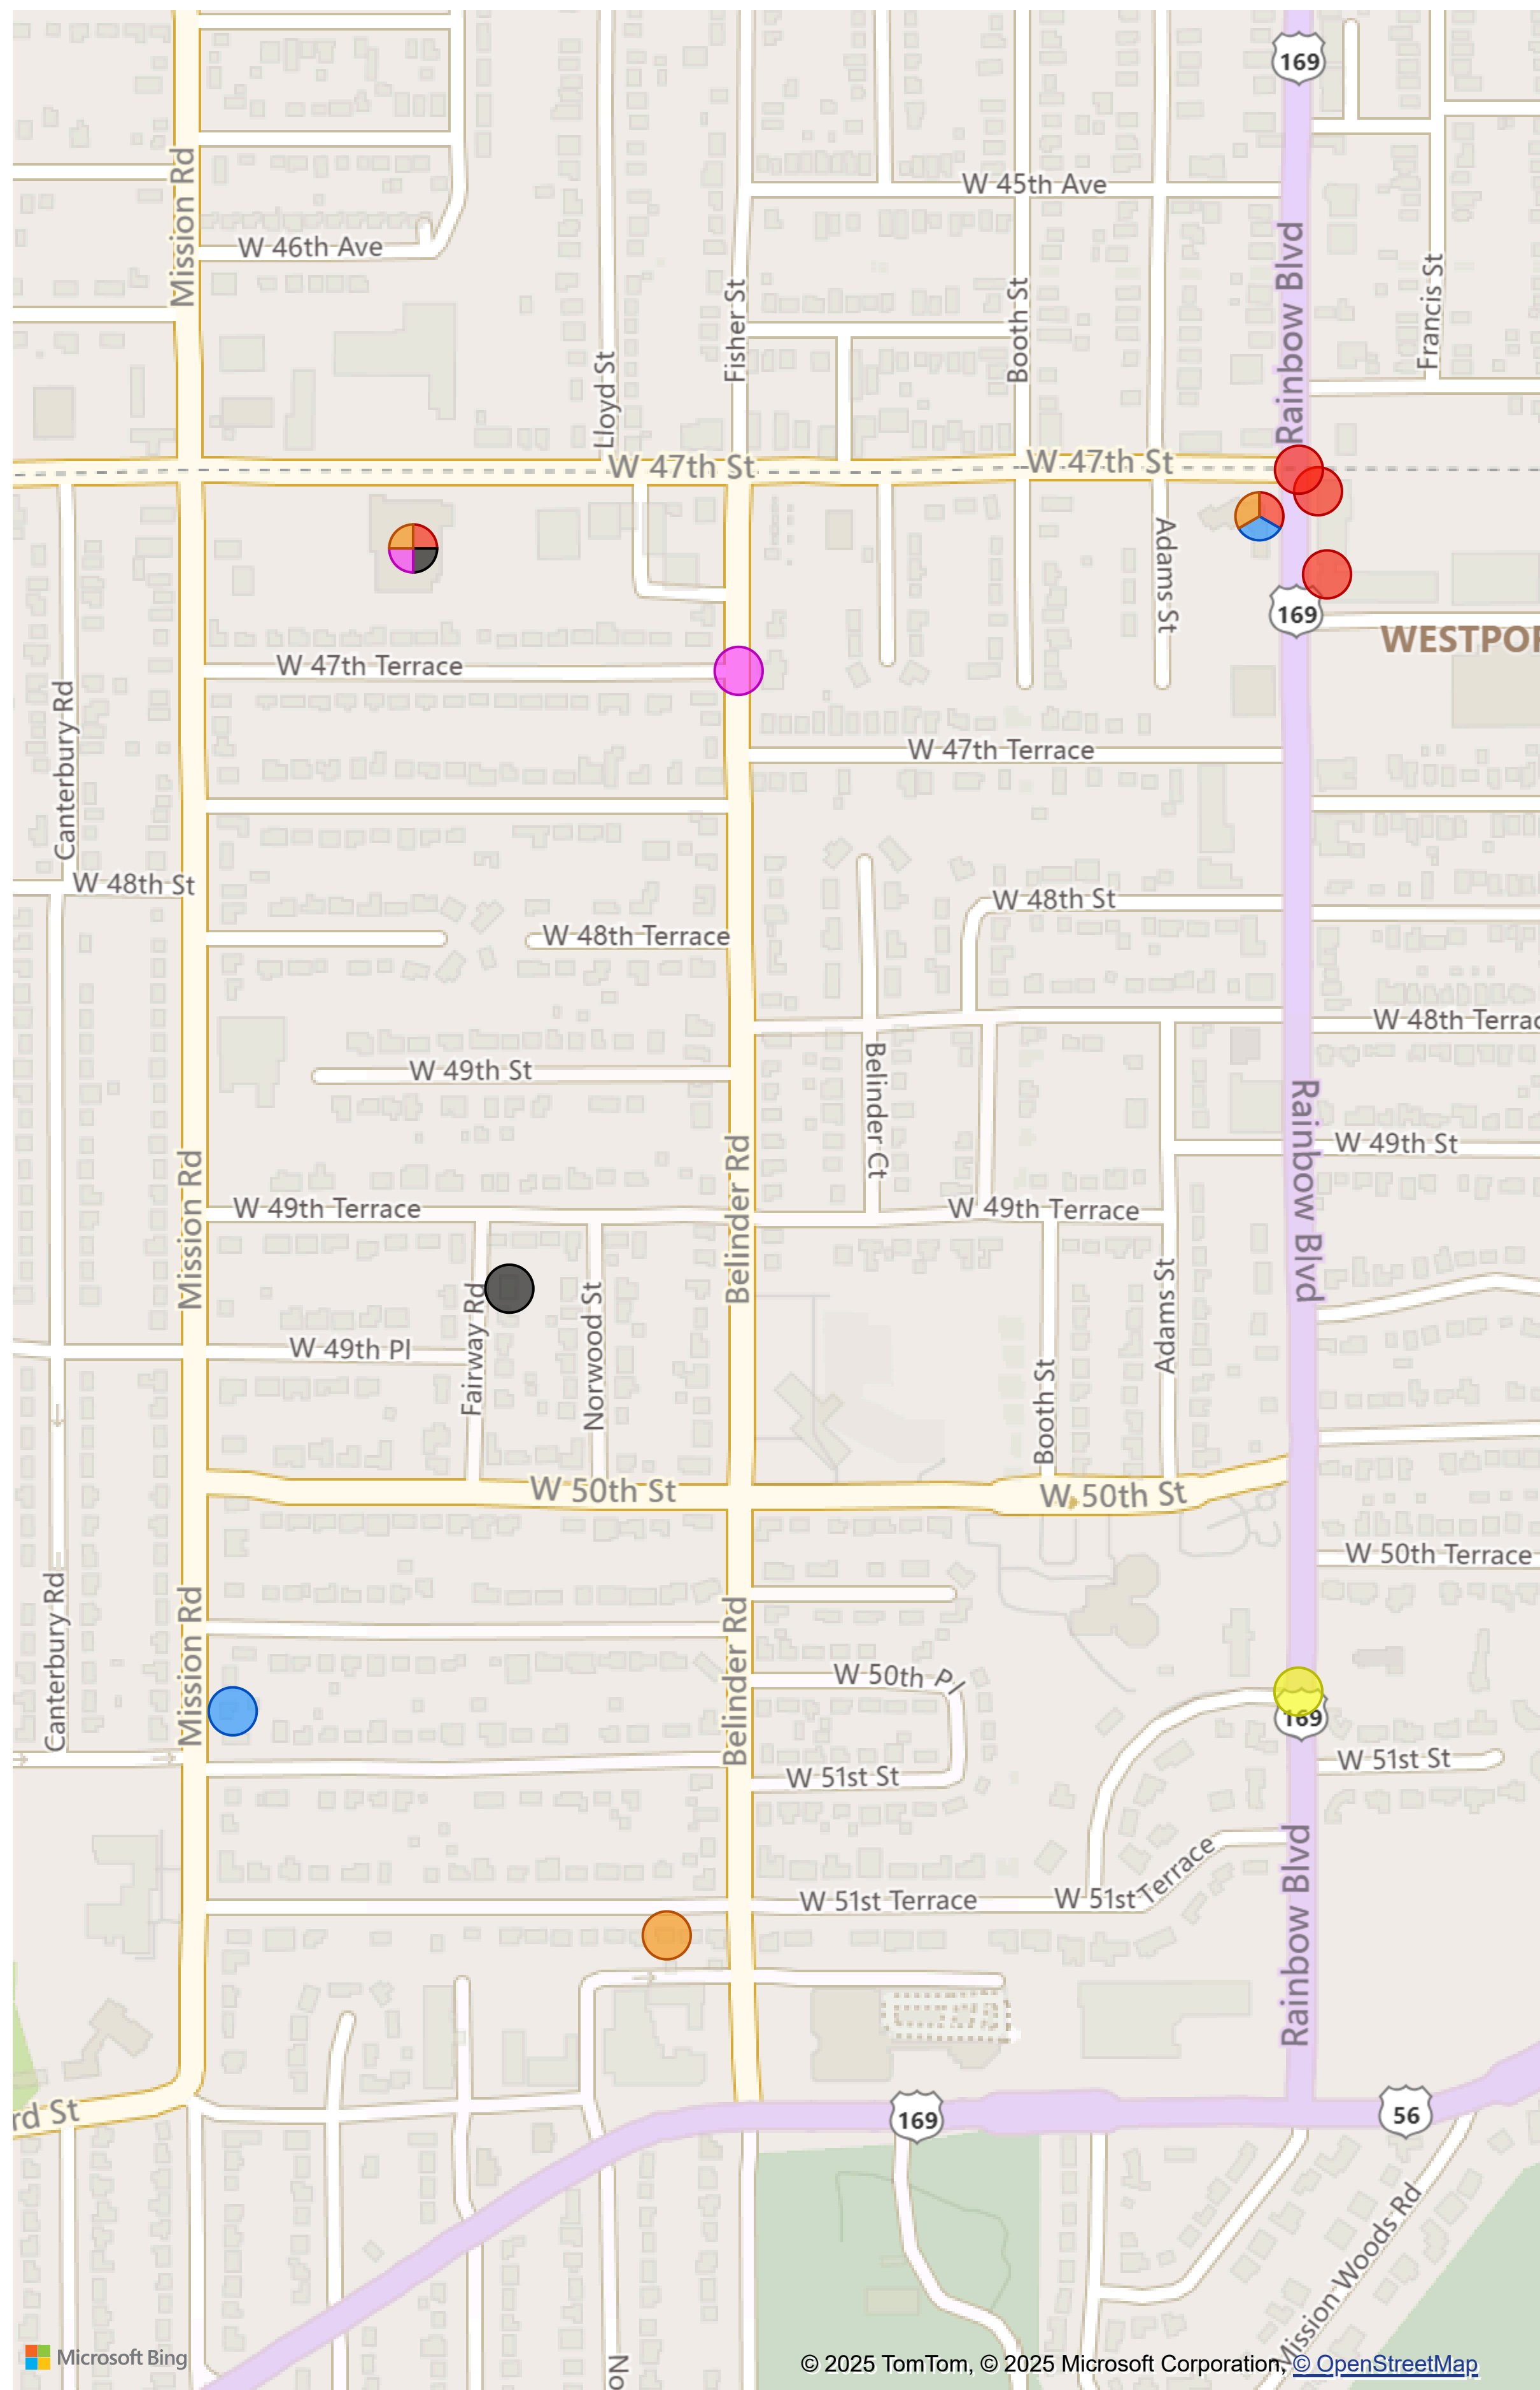 169
W 45th Ave
Mission Rd
W 46th Ave
Rainbow Blvd
Fisher St
Booth St
Francis St
Lloyd St
W 47th St
W 47th St
Adams St
169
WESTPOR
W 47th Terrace
Canterbury Rd
W 47th Terrace
W 48th St
W 48th St
W 48th Terrace
W 48th Terrac
W 49th St
Belinder Ct
Rainbow Blvd
W 49th St
Mission Rd
Belinder Rd
W 49th Terrace
W 49th Terrace
Fairway Rd
Norwood St
Adams St
W 49th Pl
Booth St
W 50th St
W 50th St
W 50th Terrace
Canterbury Rd
Mission Rd
Belinder Rd
W 50th Pl
169
W 51st St
W 51st St
Rainbow Blvd
W 51st Terrace
W 51st Terrace
rd St
169
56
Mission Woods Rd
No
Microsoft Bing
© 2025 TomTom, © 2025 Microsoft Corporation, © OpenStreetMap